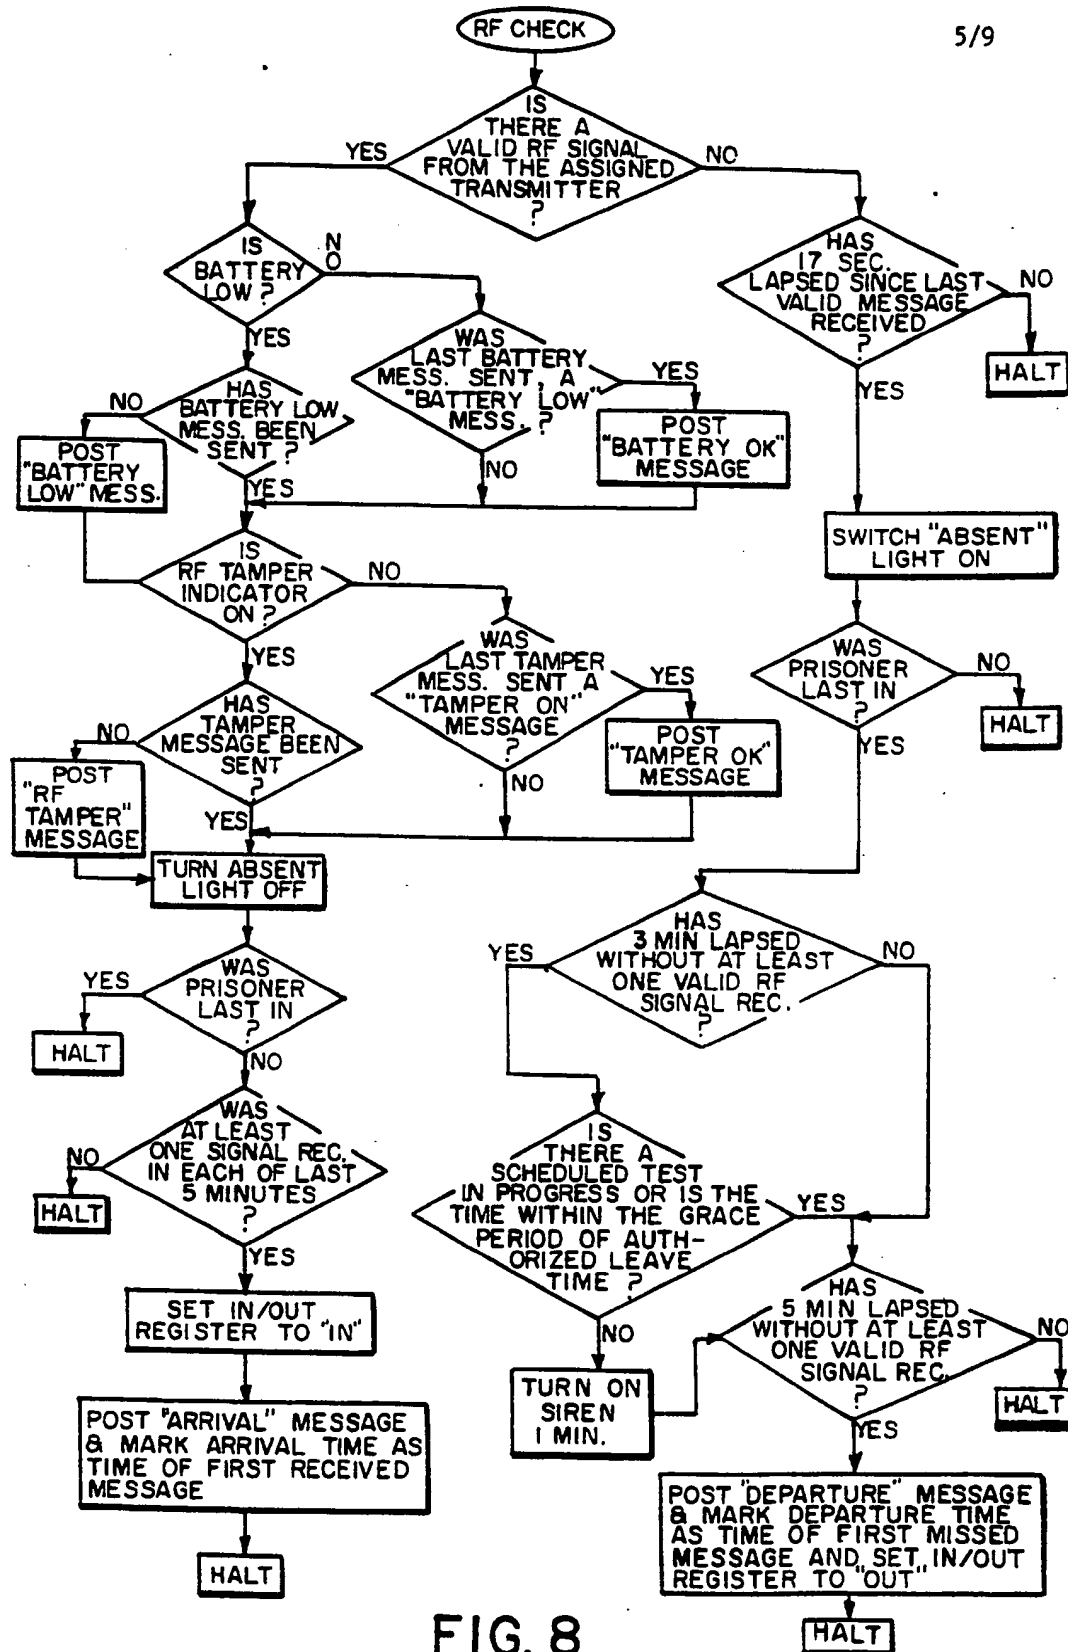 5/9
RF CHECK
IS
THERE A
VALID RF SIGNAL
FROM THE ASSIGNED
TRANSMITTER
?
YES
NO
IS
BATTERY
LOW ?
NO
YES
HAS
17 SEC.
LAPSED SINCE LAST
VALID MESSAGE
RECEIVED
?
NO
HALT
YES
WAS
LAST BATTERY
MESS. SENT, A
"BATTERY LOW"
MESS. ?
YES
NO
POST
"BATTERY OK"
MESSAGE
HAS
BATTERY LOW
MESS. BEEN
SENT ?
NO
YES
POST
"BATTERY
LOW" MESS.
SWITCH "ABSENT"
LIGHT ON
IS
RF TAMPER
INDICATOR
ON ?
NO
YES
WAS
LAST TAMPER
MESS. SENT A
"TAMPER ON"
MESSAGE
?
YES
NO
POST
"TAMPER OK"
MESSAGE
WAS
PRISONER
LAST IN
?
NO
HALT
YES
HAS
TAMPER
MESSAGE BEEN
SENT
?
NO
YES
POST
"RF
TAMPER"
MESSAGE
TURN ABSENT
LIGHT OFF
WAS
PRISONER
LAST IN
?
YES
HALT
NO
HAS
3 MIN LAPSED
WITHOUT AT LEAST
ONE VALID RF
SIGNAL REC.
?
YES
NO
WAS
AT LEAST
ONE SIGNAL REC.
IN EACH OF LAST
5 MINUTES
?
NO
HALT
YES
IS
THERE A
SCHEDULED TEST
IN PROGRESS OR IS THE
TIME WITHIN THE GRACE
PERIOD OF AUTH-
ORIZED LEAVE
TIME ?
YES
NO
SET IN/OUT
REGISTER TO "IN"
HAS
5 MIN LAPSED
WITHOUT AT LEAST
ONE VALID RF
SIGNAL REC.
?
NO
HALT
YES
TURN ON
SIREN
1 MIN.
POST "ARRIVAL" MESSAGE
& MARK ARRIVAL TIME AS
TIME OF FIRST RECEIVED
MESSAGE
HALT
POST "DEPARTURE" MESSAGE
& MARK DEPARTURE TIME
AS TIME OF FIRST MISSED
MESSAGE AND SET IN/OUT
REGISTER TO "OUT"
HALT
FIG. 8